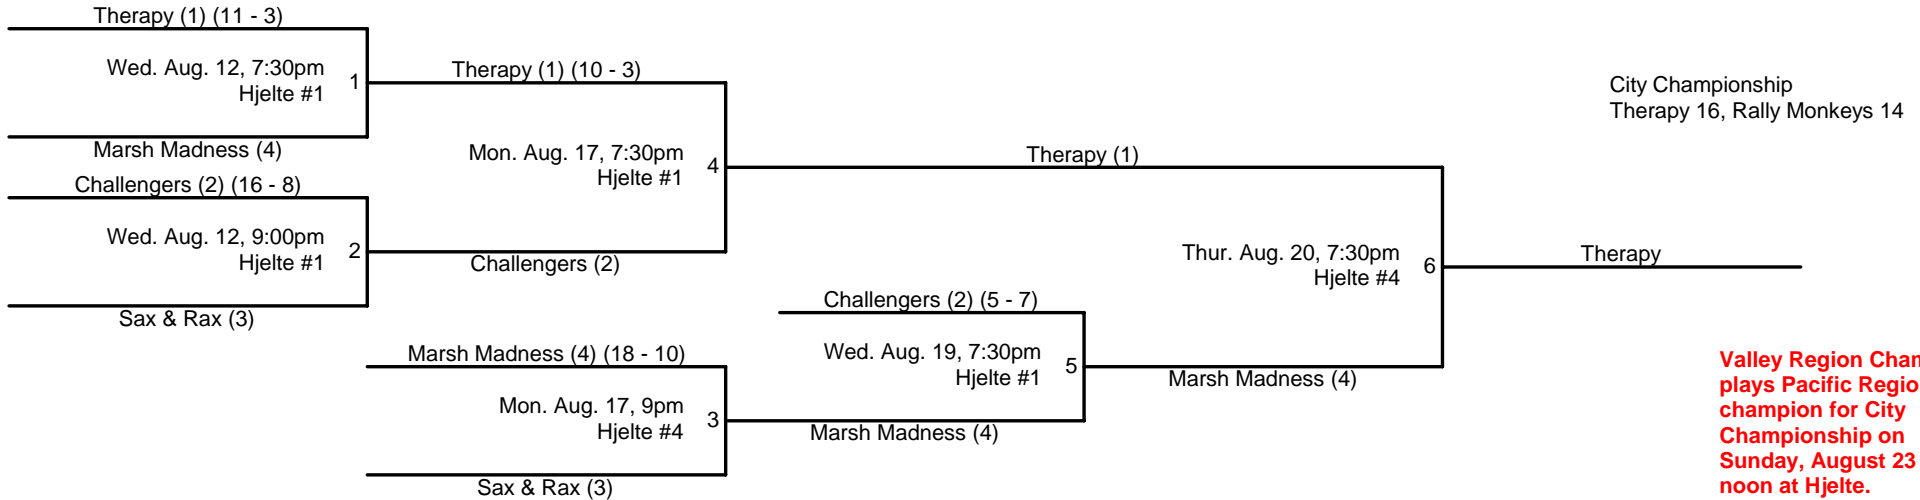 Therapy (1) (11 - 3)
Wed. Aug. 12, 7:30pm
Hjelte #1
1
Marsh Madness (4)
Therapy (1) (10 - 3)
City Championship
Therapy 16, Rally Monkeys 14
Challengers (2) (16 - 8)
Wed. Aug. 12, 9:00pm
Hjelte #1
2
Sax & Rax (3)
Mon. Aug. 17, 7:30pm
Hjelte #1
4
Challengers (2)
Therapy (1)
Thur. Aug. 20, 7:30pm
Hjelte #4
6
Therapy
Challengers (2) (5 - 7)
Wed. Aug. 19, 7:30pm
Hjelte #1
5
Marsh Madness (4)
Marsh Madness (4) (18 - 10)
Mon. Aug. 17, 9pm
Hjelte #4
3
Marsh Madness (4)
Sax & Rax (3)
Valley Region Cham
plays Pacific Regio
champion for City
Championship on
Sunday, August 23
noon at Hjelte.